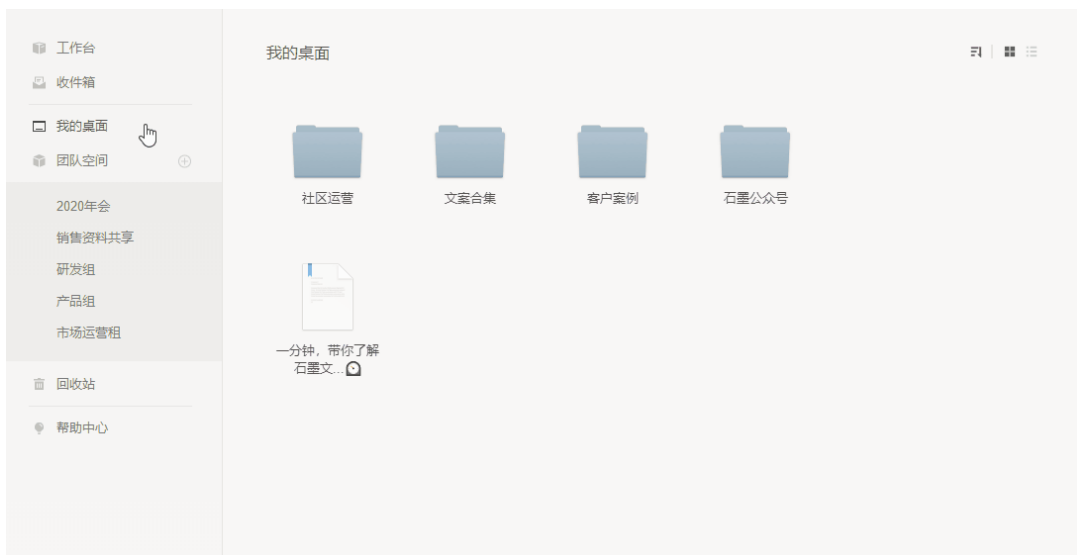 工作台
收件箱
我的桌面
团队空间
2020年会
销售资料共享
研发组
产品组
市场运营组
回收站
帮助中心
我的桌面
社区运营
文案合集
客户案例
石墨公众号
一分钟，带你了解
石墨文...